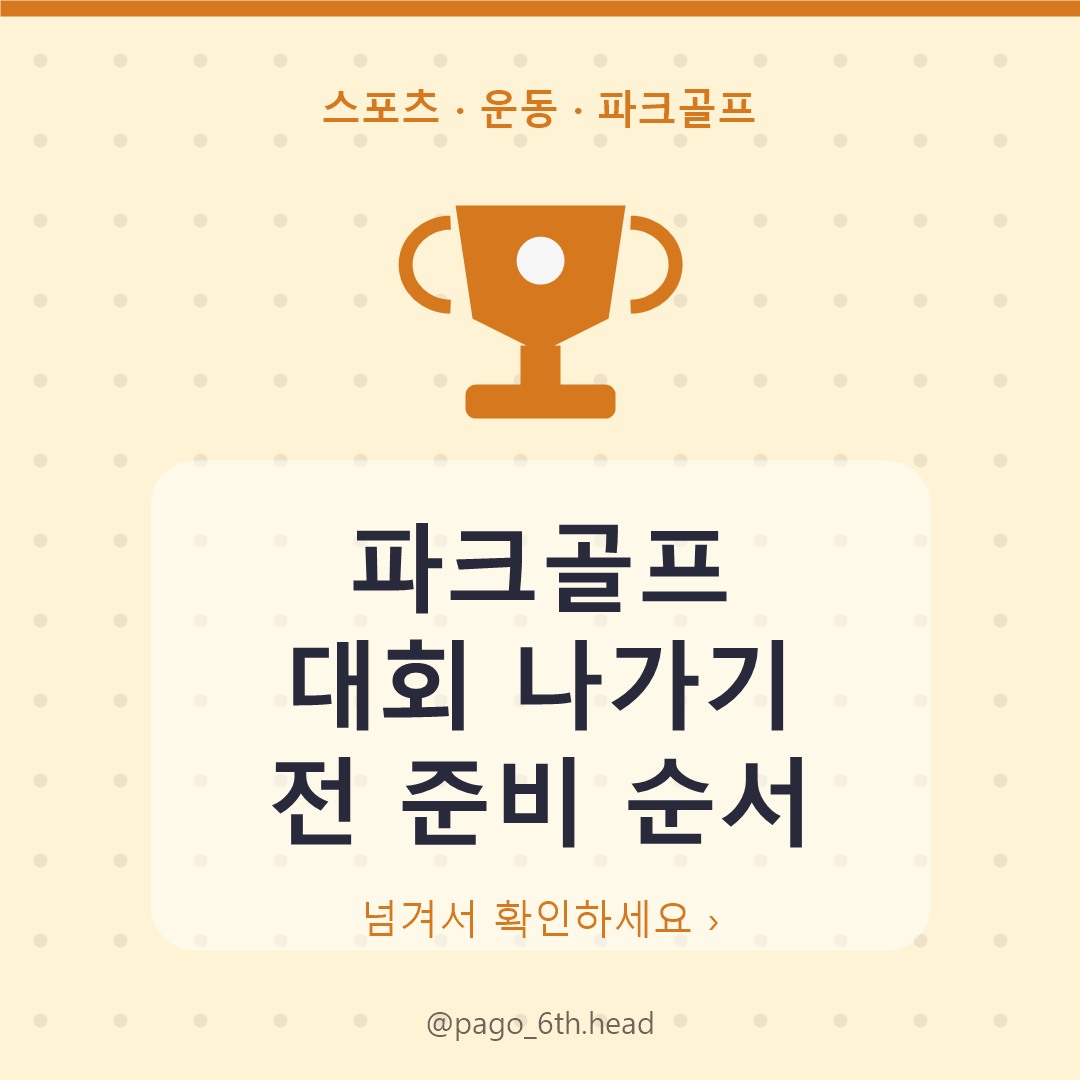 스포츠 · 운동 · 파크골프
파크골프
대회 나가기
전 준비 순서
넘겨서 확인하세요 ›
@pago_6th.head